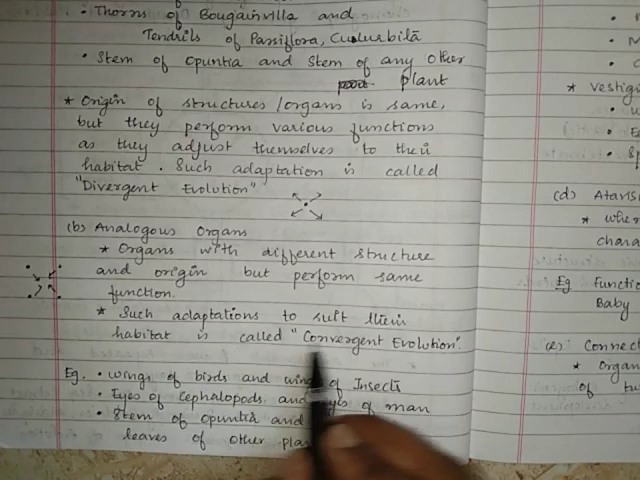 • Thorns of Bougainvilla and
Tendrils of Passiflora, Cucurbita
• Stem of Opuntia and Stem of any other
plant
* Origin of structures/organs is same,
but they perform various functions
as they adjust themselves to their
habitat. Such adaptation is called
"Divergent Evolution"
(b) Analogous Organs
* Organs with different structure
and origin but perform same
function.
* Such adaptations to suit their
habitat is called "Convergent Evolution".
Eg. • Wings of birds and wings of Insects
• Eyes of cephalopods and eyes of man
• Stem of opuntia and
leaves of other
* Vestig
(d) Atavis
* wher
chara
Eg Functio
Baby
(e) Connect
* Organ
of